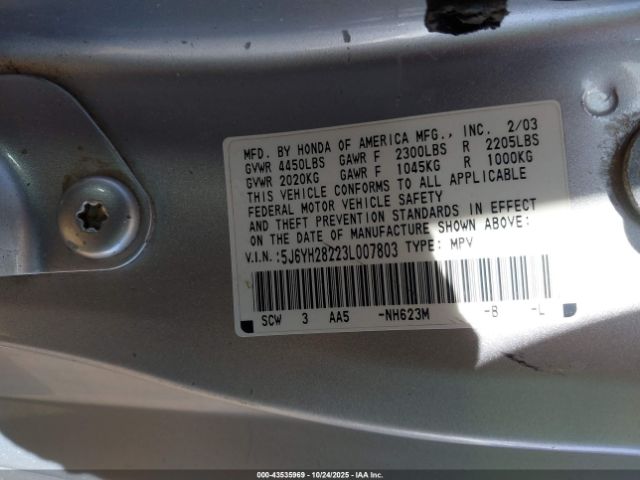 MFD. BY HONDA OF AMERICA MFG., INC. 2/03
GVWR 4450LBS GAWR F 2300LBS R 2205LBS
GVWR 2020KG GAWR F 1045KG R 1000KG
THIS VEHICLE CONFORMS TO ALL APPLICABLE
FEDERAL MOTOR VEHICLE SAFETY
AND THEFT PREVENTION STANDARDS IN EFFECT
ON THE DATE OF MANUFACTURE SHOWN ABOVE:
V.I.N.:5J6YH28223L007803 TYPE: MPV
SCW 3 AA5 -NH623M -B -L
000-43535969 - 10/24/2025 - IAA Inc.